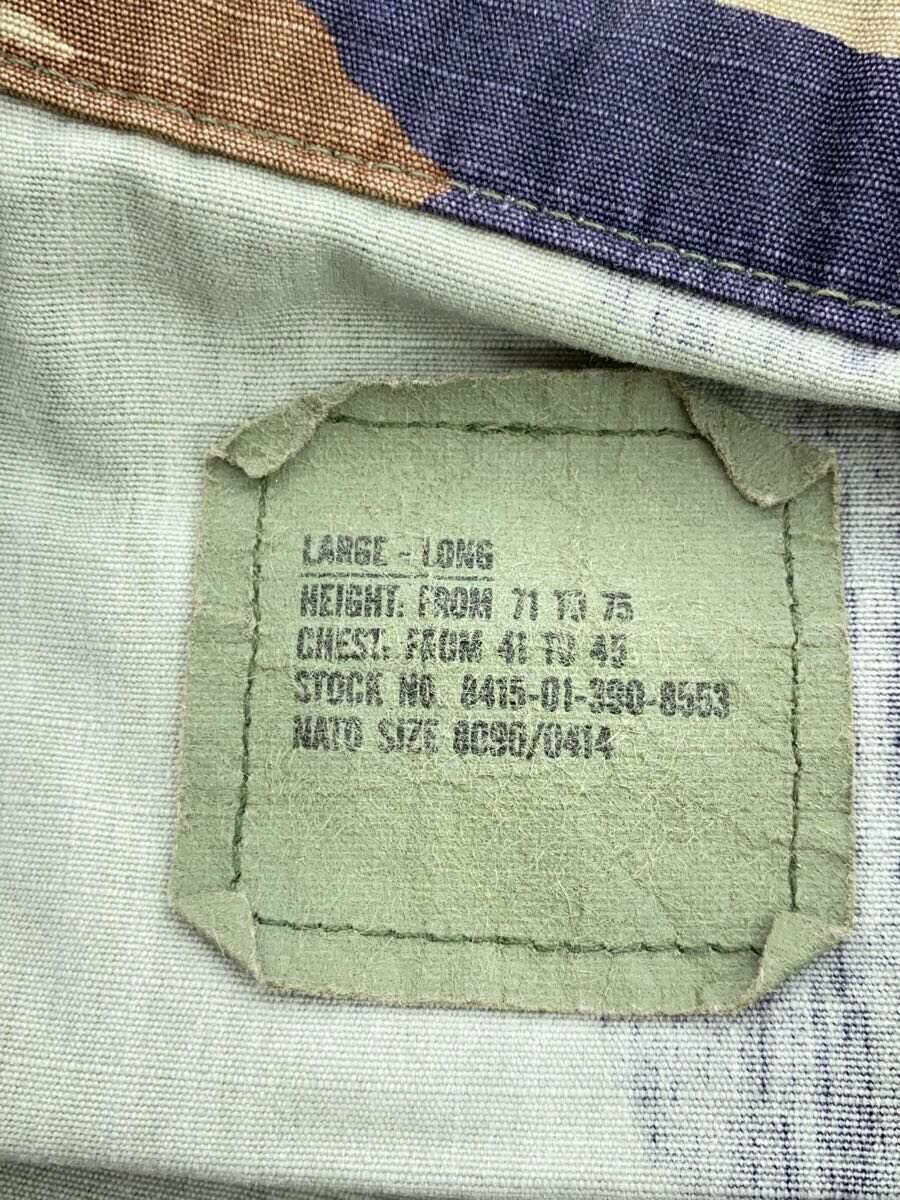 LARGE - LONG
HEIGHT: FROM 71 TO 75
CHEST: FROM 41 TO 45
STOCK NO. 8415-01-390-8553
NATO SIZE 8090/0414